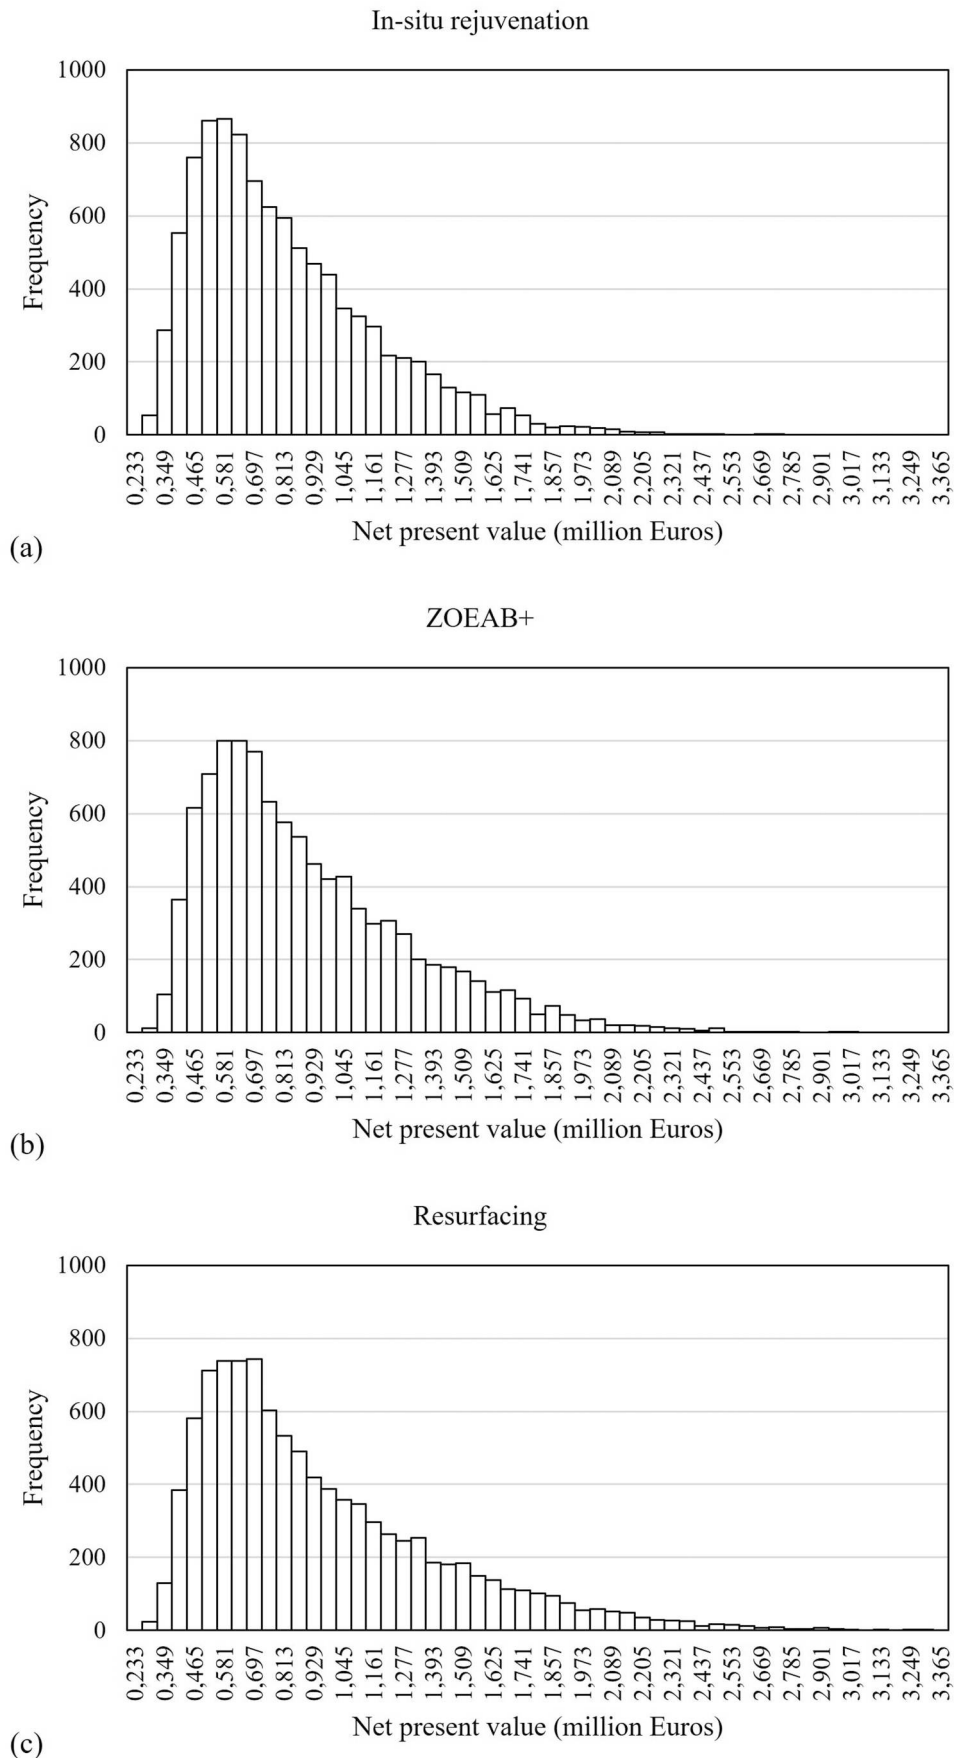 In-situ rejuvenation
1000
800
600
400
200
0
Frequency
0,233 0,349 0,465 0,581 0,697 0,813 0,929 1,045 1,161 1,277 1,393 1,509 1,625 1,741 1,857 1,973 2,089 2,205 2,321 2,437 2,553 2,669 2,785 2,901 3,017 3,133 3,249 3,365
Net present value (million Euros)
(a)
ZOEAB+
1000
800
600
400
200
0
Frequency
0,233 0,349 0,465 0,581 0,697 0,813 0,929 1,045 1,161 1,277 1,393 1,509 1,625 1,741 1,857 1,973 2,089 2,205 2,321 2,437 2,553 2,669 2,785 2,901 3,017 3,133 3,249 3,365
Net present value (million Euros)
(b)
Resurfacing
1000
800
600
400
200
0
Frequency
0,233 0,349 0,465 0,581 0,697 0,813 0,929 1,045 1,161 1,277 1,393 1,509 1,625 1,741 1,857 1,973 2,089 2,205 2,321 2,437 2,553 2,669 2,785 2,901 3,017 3,133 3,249 3,365
Net present value (million Euros)
(c)